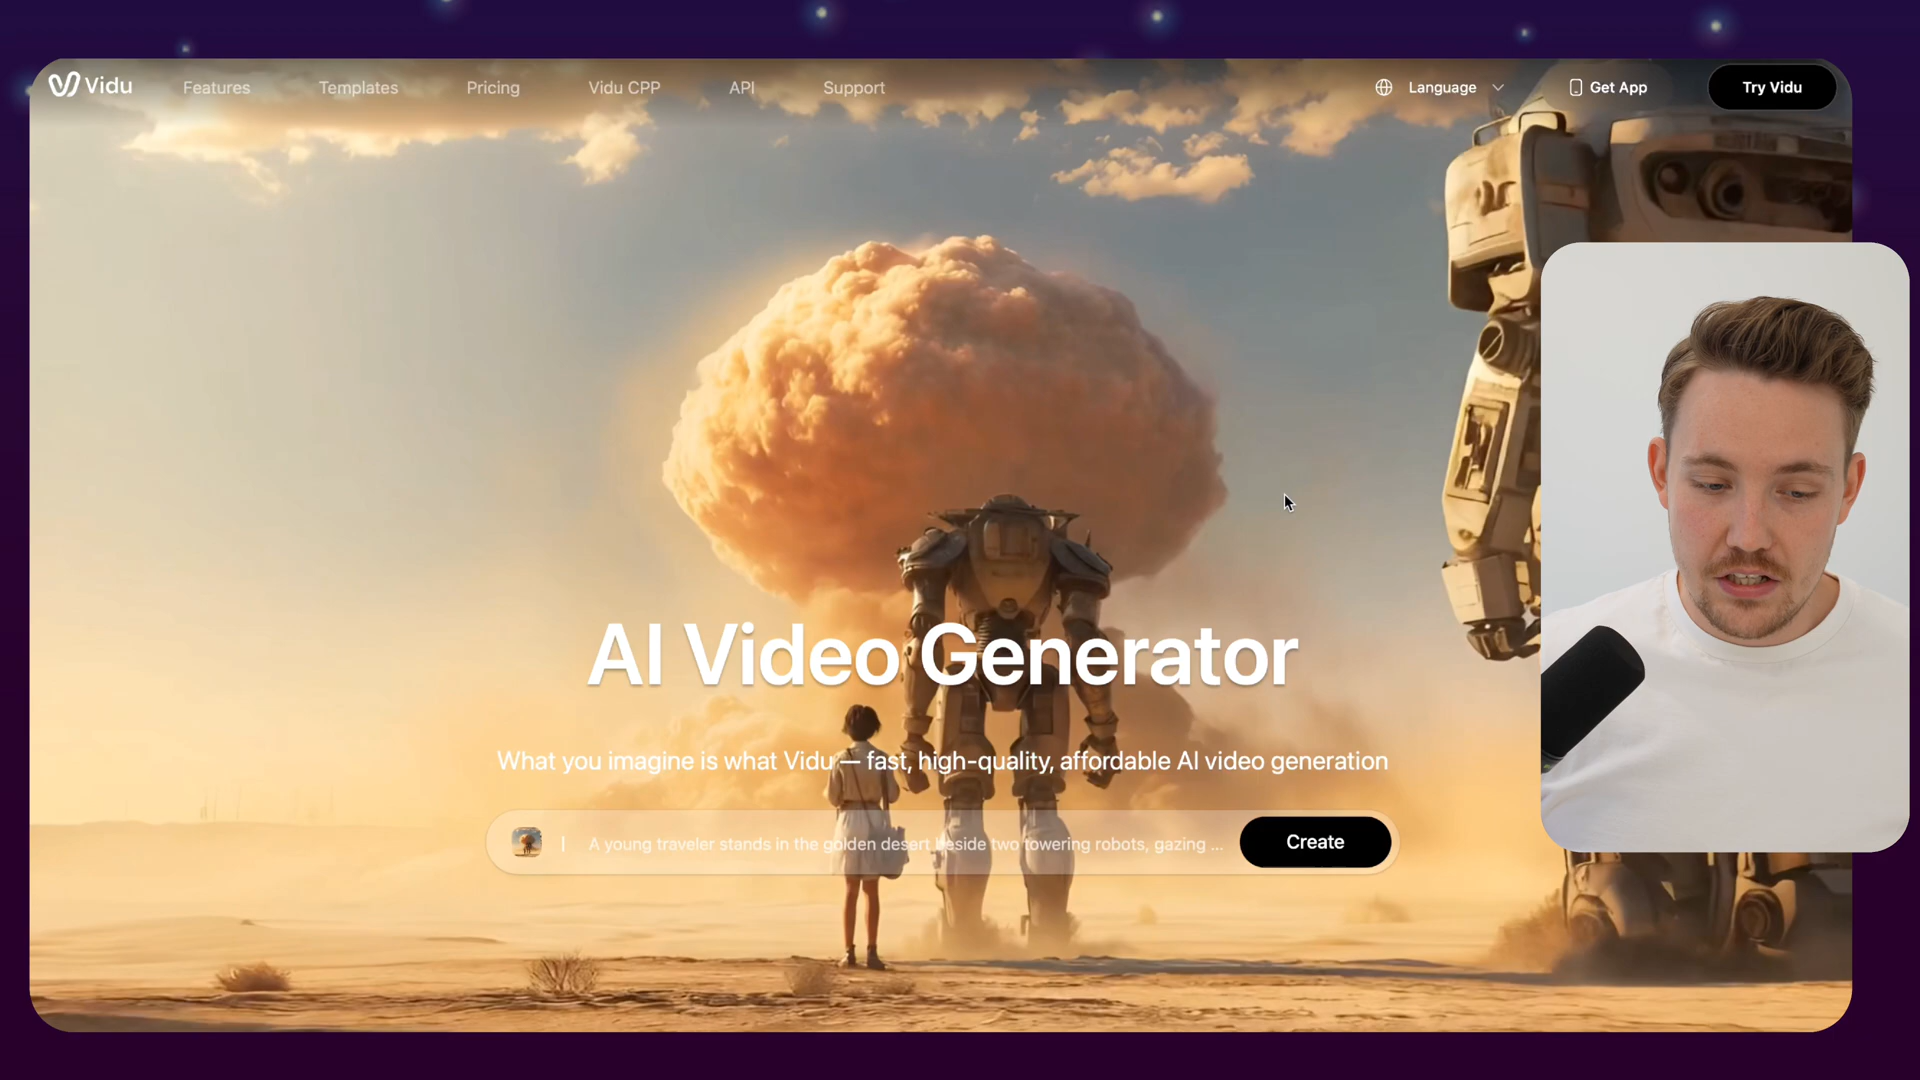 Vidu
Features
Templates
Pricing
Vidu CPP
API
Support
Language
Get App
Try Vidu
AI Video Generator
What you imagine is what Vidu — fast, high-quality, affordable AI video generation
A young traveler stands in the golden desert beside two towering robots, gazing ...
Create